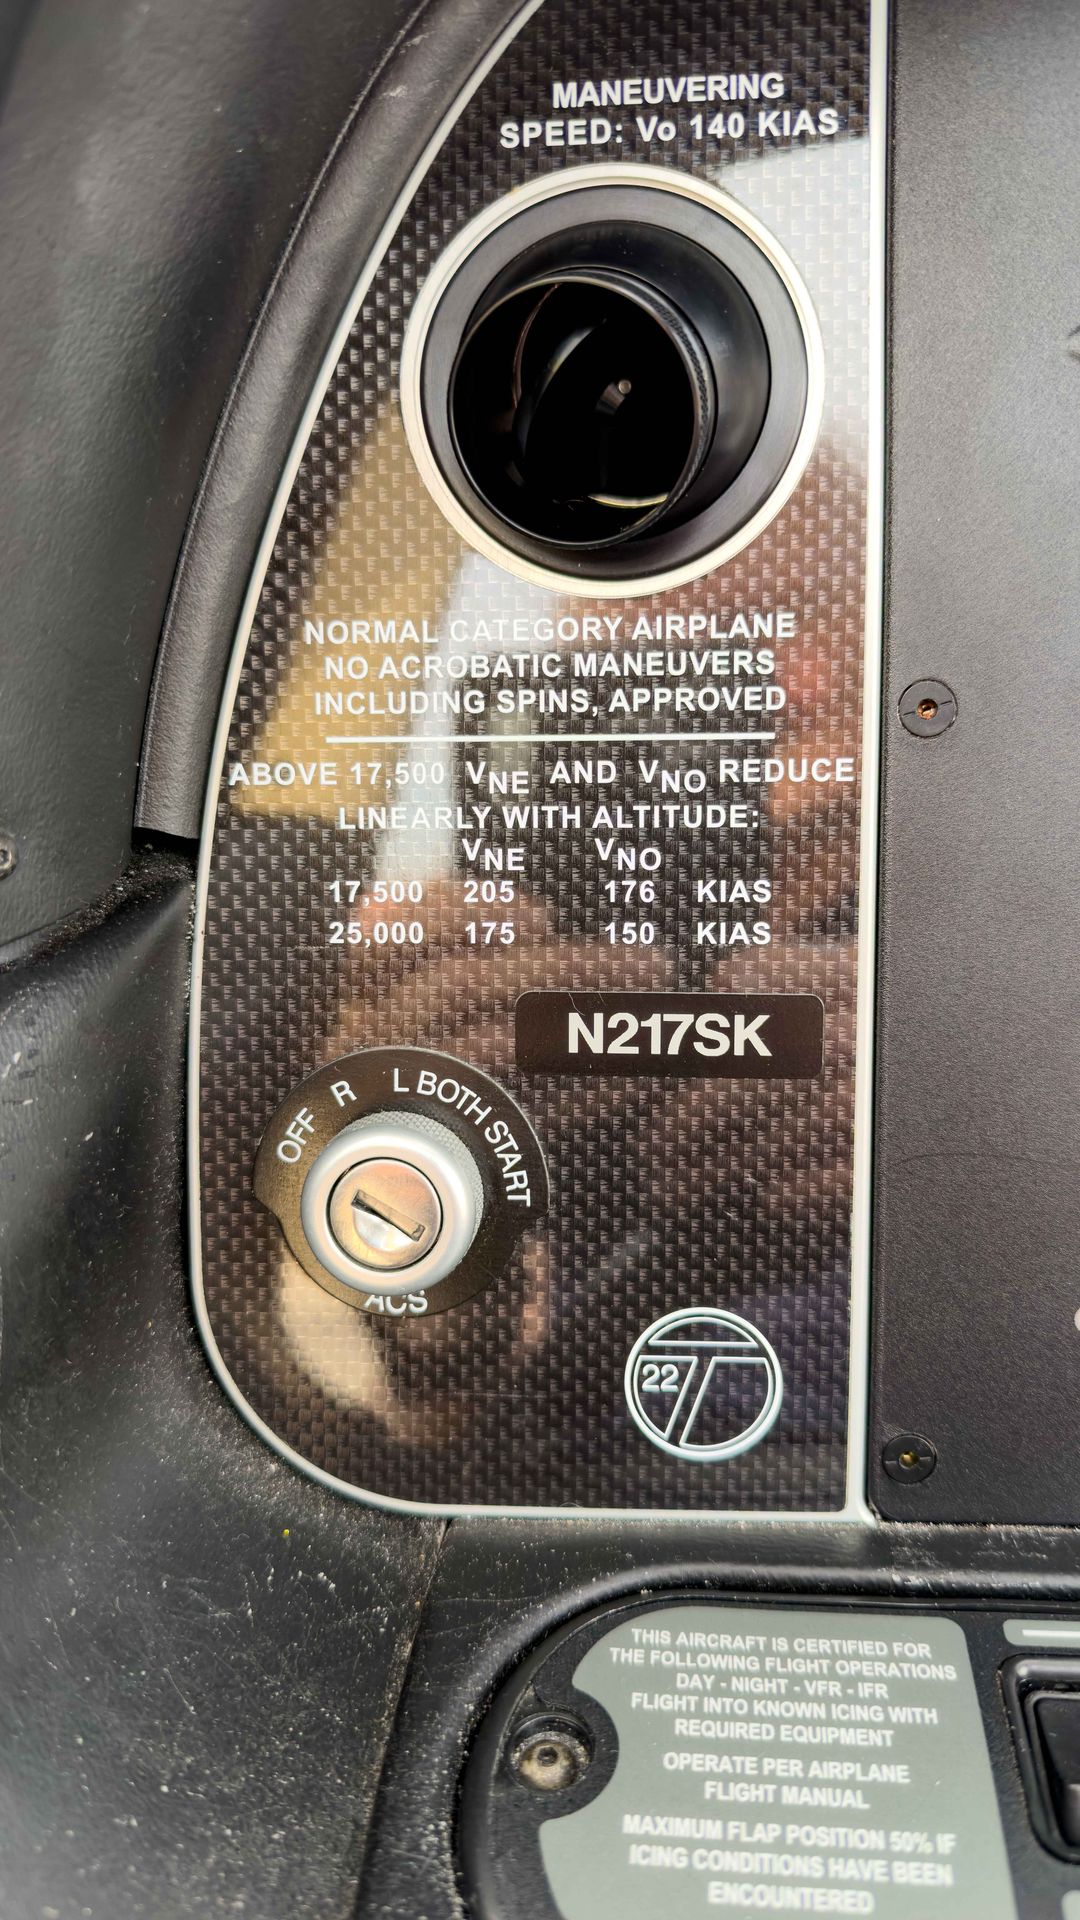 MANEUVERING
SPEED: Vo 140 KIAS
NORMAL CATEGORY AIRPLANE
NO ACROBATIC MANEUVERS
INCLUDING SPINS, APPROVED
ABOVE 17,500 VNE AND VNO REDUCE
LINEARLY WITH ALTITUDE:
VNE VNO
17,500 205 176 KIAS
25,000 175 150 KIAS
N217SK
OFF R L BOTH START
ACS
22 T
THIS AIRCRAFT IS CERTIFIED FOR
THE FOLLOWING FLIGHT OPERATIONS
DAY - NIGHT - VFR - IFR
FLIGHT INTO KNOWN ICING WITH
REQUIRED EQUIPMENT
OPERATE PER AIRPLANE
FLIGHT MANUAL
MAXIMUM FLAP POSITION 50% IF
ICING CONDITIONS HAVE BEEN
ENCOUNTERED